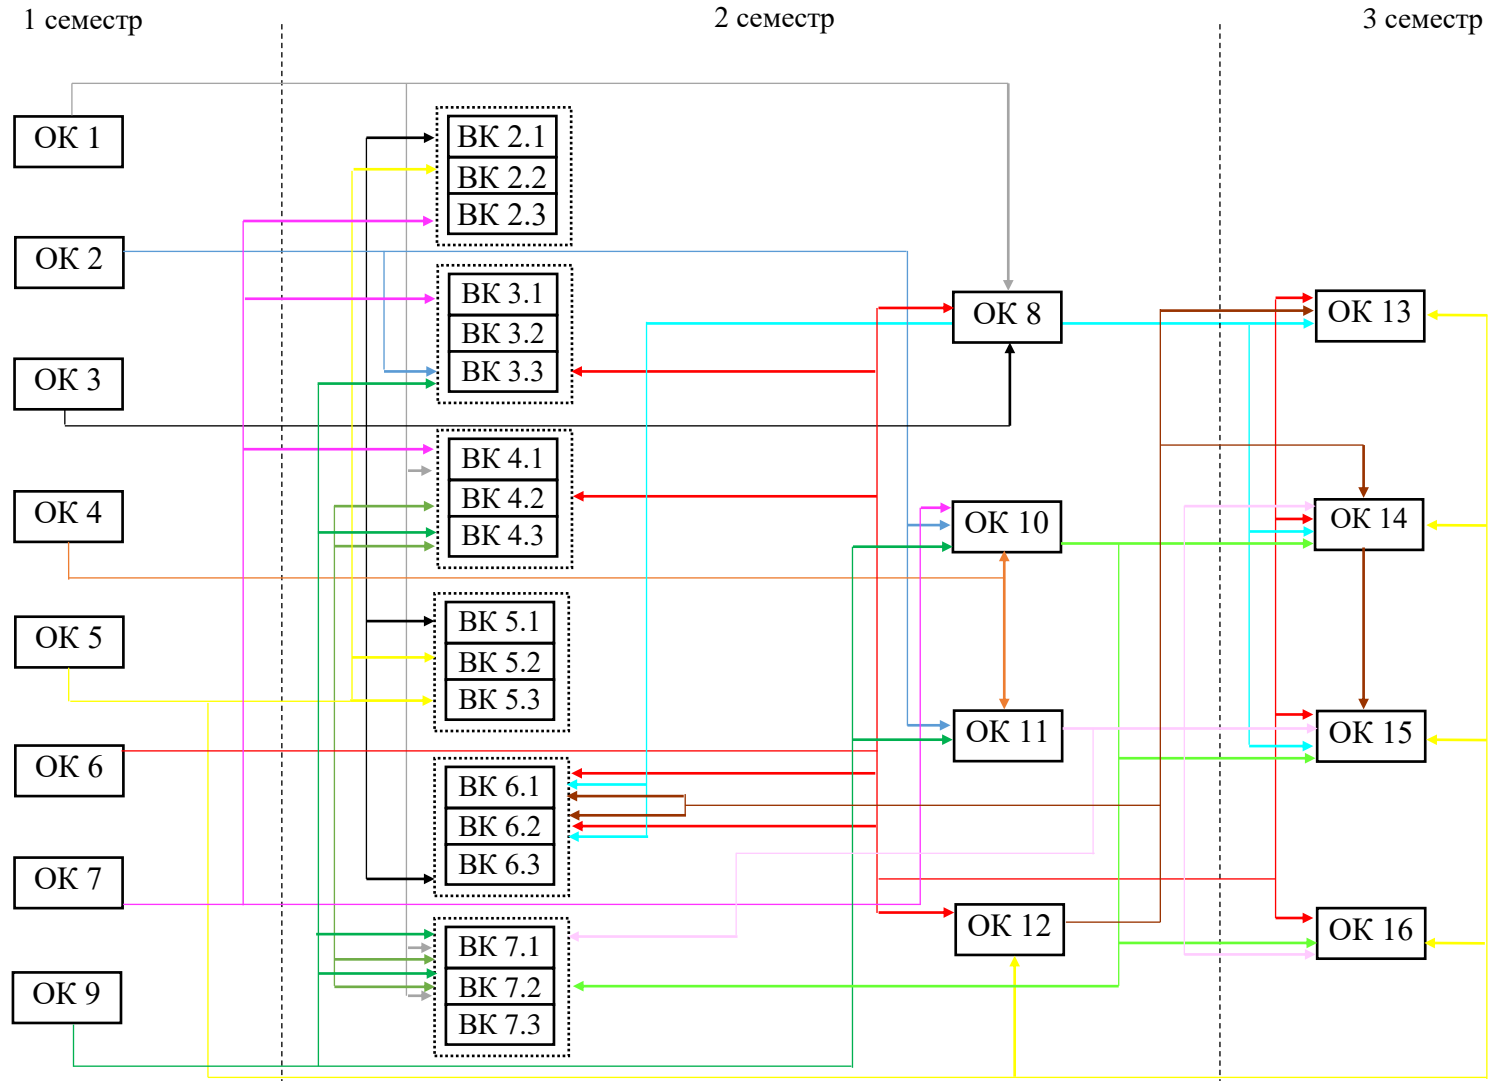 1 семестр
2 семестр
3 семестр
ОК 1
ОК 2
ОК 3
ОК 4
ОК 5
ОК 6
ОК 7
ОК 9
ВК 2.1
ВК 2.2
ВК 2.3
ВК 3.1
ВК 3.2
ВК 3.3
ВК 4.1
ВК 4.2
ВК 4.3
ВК 5.1
ВК 5.2
ВК 5.3
ВК 6.1
ВК 6.2
ВК 6.3
ВК 7.1
ВК 7.2
ВК 7.3
ОК 8
ОК 10
ОК 11
ОК 12
ОК 13
ОК 14
ОК 15
ОК 16